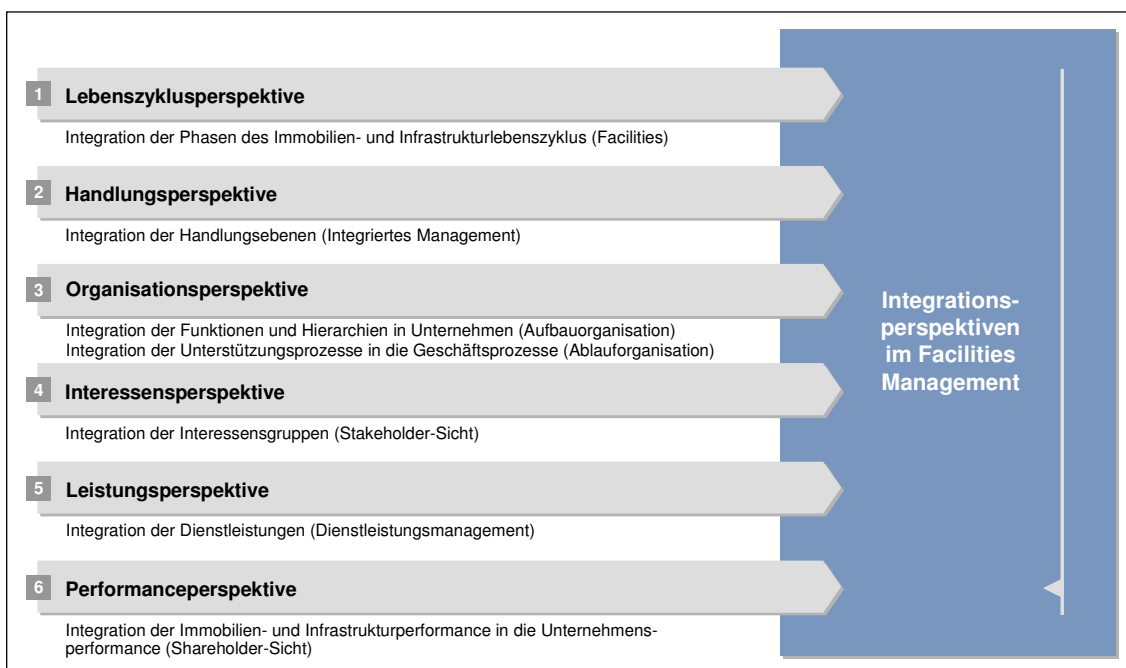 1 Lebenszyklusperspektive
Integration der Phasen des Immobilien- und Infrastrukturlebenszyklus (Facilities)
2 Handlungsperspektive
Integration der Handlungsebenen (Integriertes Management)
3 Organisationsperspektive
Integration der Funktionen und Hierarchien in Unternehmen (Aufbauorganisation)
Integration der Unterstützungsprozesse in die Geschäftsprozesse (Ablauforganisation)
4 Interessensperspektive
Integration der Interessensgruppen (Stakeholder-Sicht)
5 Leistungsperspektive
Integration der Dienstleistungen (Dienstleistungsmanagement)
6 Performanceperspektive
Integration der Immobilien- und Infrastrukturperformance in die Unternehmens-
performance (Shareholder-Sicht)
Integrations-
perspektiven
im Facilities
Management